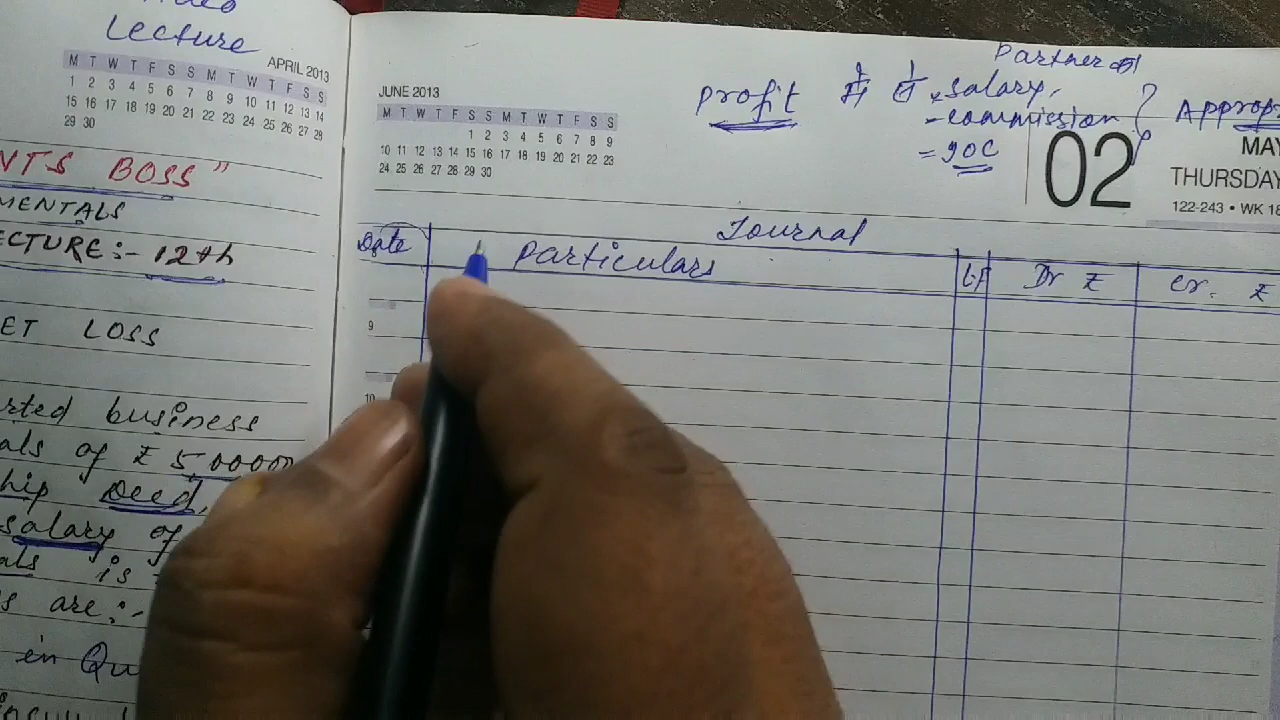 Lecture
APRIL 2013
M T W T F S S
1 2 3 4 5 6 7
8 9 10 11 12 13 14
15 16 17 18 19 20 21
22 23 24 25 26 27 28
29 30
NTS BOSS"
MENTALS
ECTURE:- 12th
ET LOSS
rted business
als of ₹ 50000
hip Deed,
salary of
als is
s are:-
in Qu
JUNE 2013
M T W T F S S M T W T F S S
1 2 3 4 5 6 7 8 9
10 11 12 13 14 15 16 17 18 19 20 21 22 23
24 25 26 27 28 29 30
Partner
Profit में से salary,
- commission
= IOC
Approp
02
MAY
THURSDAY
122-243 • WK 18
Journal
Date Particulars L.F Dr ₹ Cr. ₹
9
10